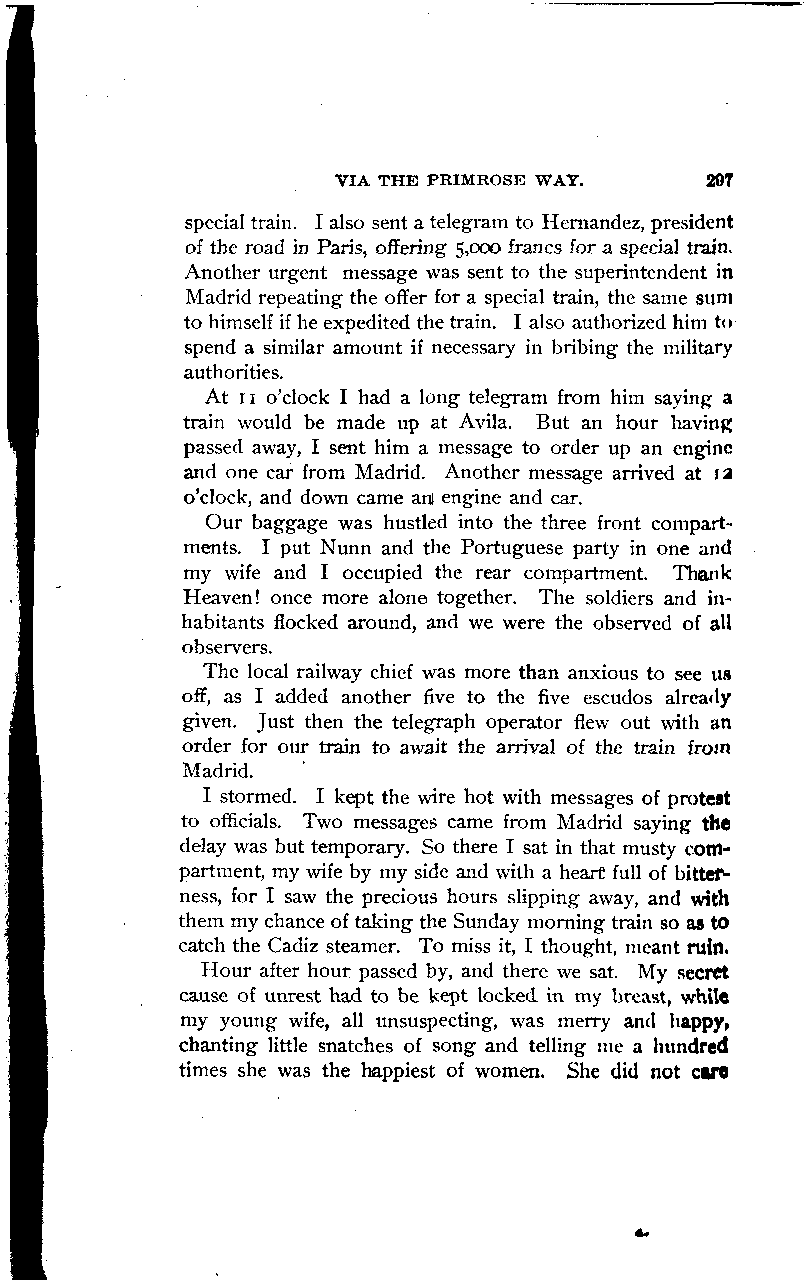 VIA THE PRIMROSE WAY. 207
special train. I also sent a telegram to Hernandez, president
of the road in Paris, offering 5,000 francs for a special train.
Another urgent message was sent to the superintendent in
Madrid repeating the offer for a special train, the same sum
to himself if he expedited the train. I also authorized him to
spend a similar amount if necessary in bribing the military
authorities.
At 11 o'clock I had a long telegram from him saying a
train would be made up at Avila. But an hour having
passed away, I sent him a message to order up an engine
and one car from Madrid. Another message arrived at 12
o'clock, and down came an engine and car.
Our baggage was hustled into the three front compart-
ments. I put Nunn and the Portuguese party in one and
my wife and I occupied the rear compartment. Thank
Heaven! once more alone together. The soldiers and in-
habitants flocked around, and we were the observed of all
observers.
The local railway chief was more than anxious to see us
off, as I added another five to the five escudos already
given. Just then the telegraph operator flew out with an
order for our train to await the arrival of the train from
Madrid.
I stormed. I kept the wire hot with messages of protest
to officials. Two messages came from Madrid saying the
delay was but temporary. So there I sat in that musty com-
partment, my wife by my side and with a heart full of bitter-
ness, for I saw the precious hours slipping away, and with
them my chance of taking the Sunday morning train so as to
catch the Cadiz steamer. To miss it, I thought, meant ruin.
Hour after hour passed by, and there we sat. My secret
cause of unrest had to be kept locked in my breast, while
my young wife, all unsuspecting, was merry and happy,
chanting little snatches of song and telling me a hundred
times she was the happiest of women. She did not care